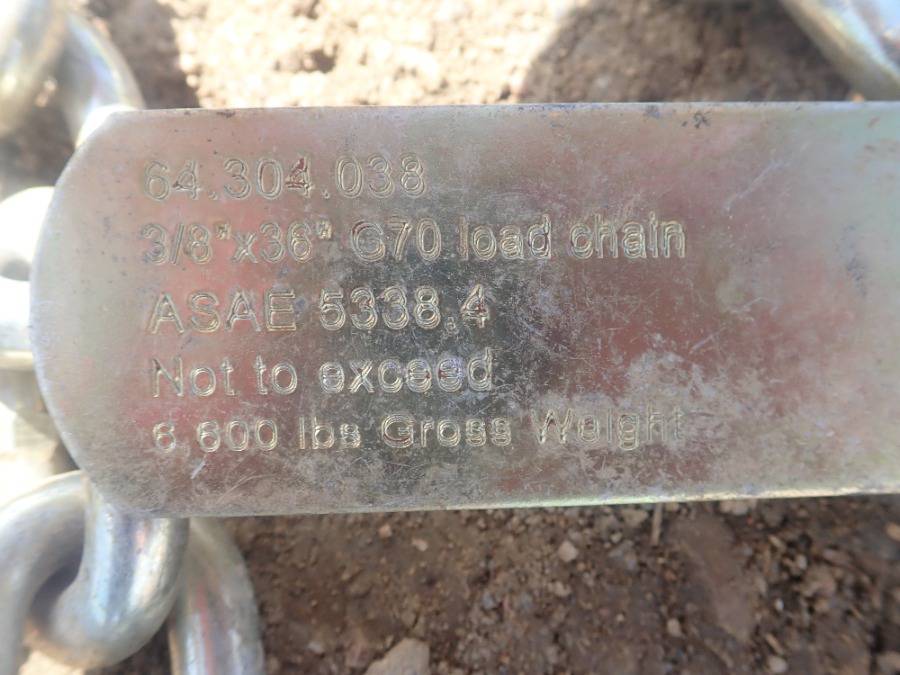 64.304.038
3/8"x36" G70 load chain
ASAE S338.4
Not to exceed
6,600 lbs Gross Weight